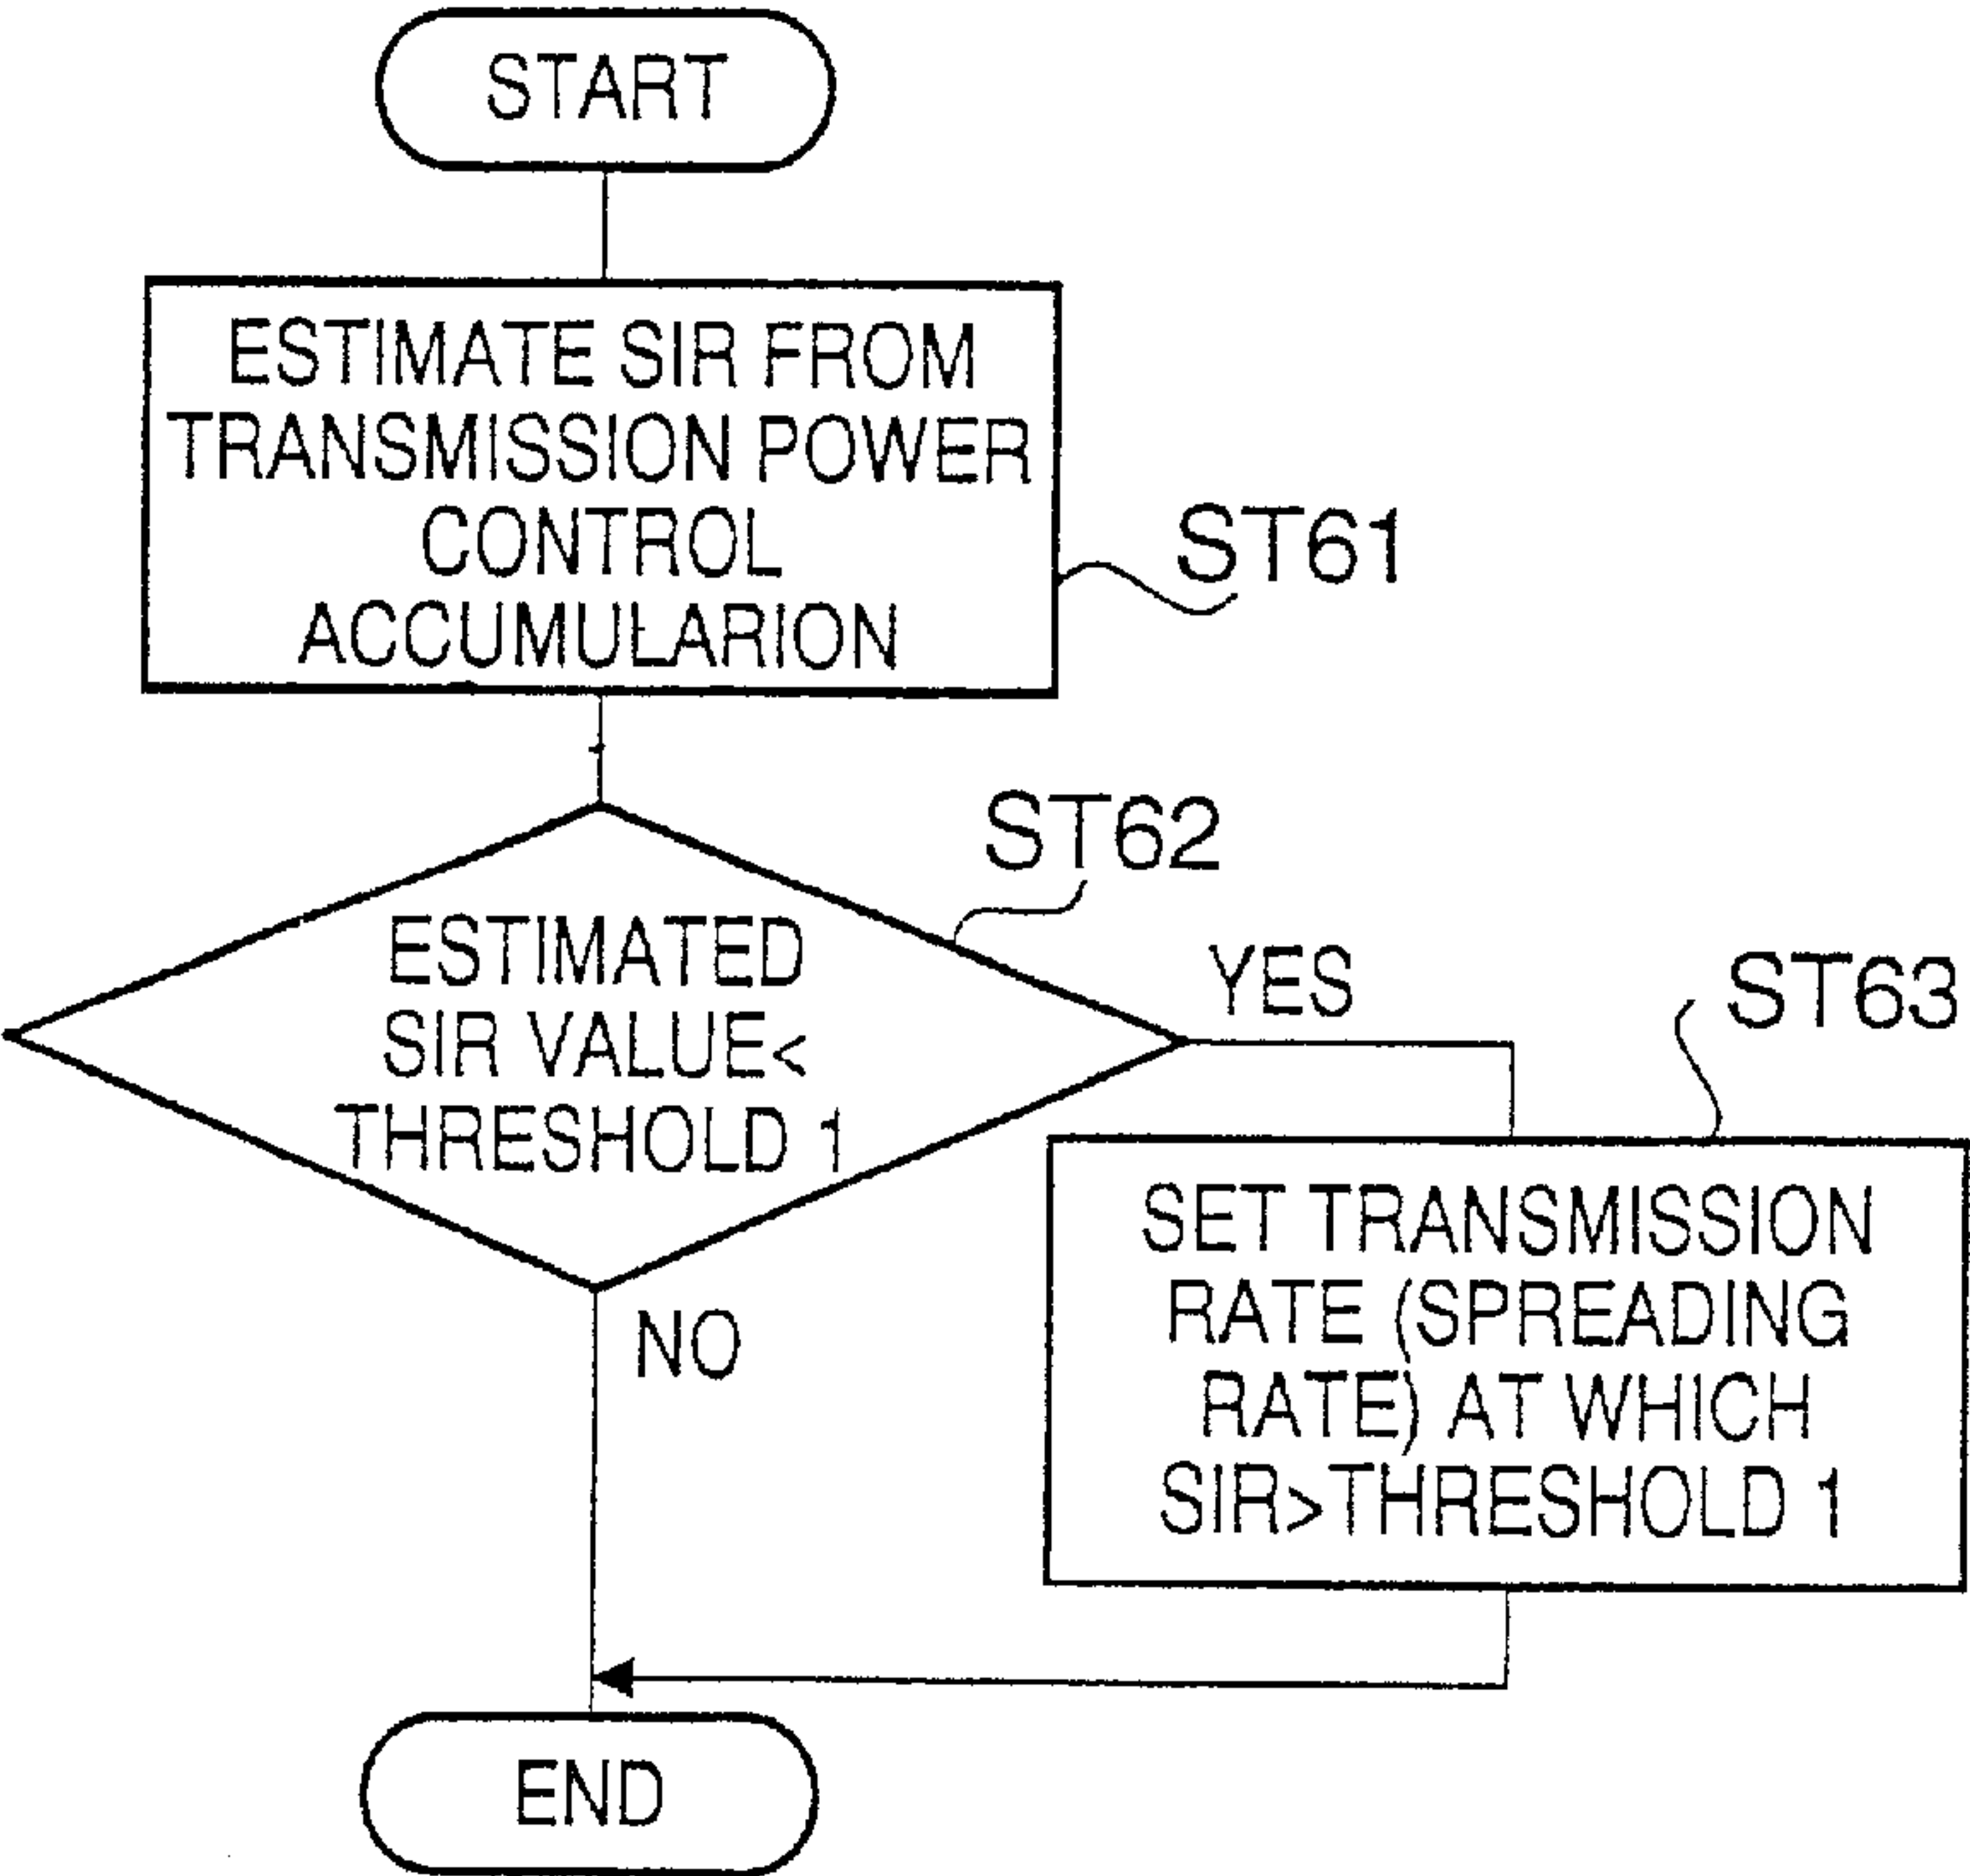 START
ESTIMATE SIR FROM
TRANSMISSION POWER
CONTROL
ACCUMULARION
ST61
ST62
ESTIMATED
SIR VALUE<
THRESHOLD 1
YES
NO
ST63
SET TRANSMISSION
RATE (SPREADING
RATE) AT WHICH
SIR>THRESHOLD 1
END